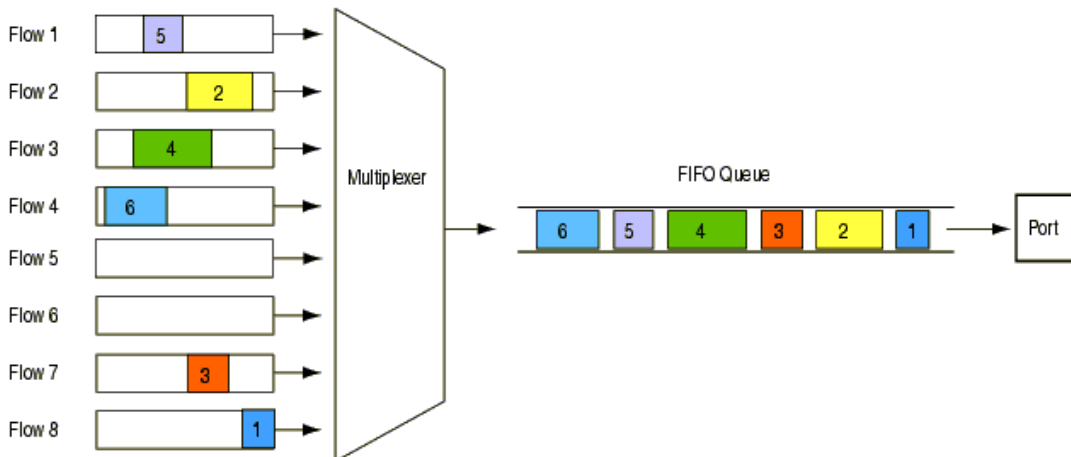 Flow 1
5
Flow 2
2
Flow 3
4
Flow 4
6
Flow 5
Flow 6
Flow 7
3
Flow 8
1
Multiplexer
FIFO Queue
6 5 4 3 2 1
Port